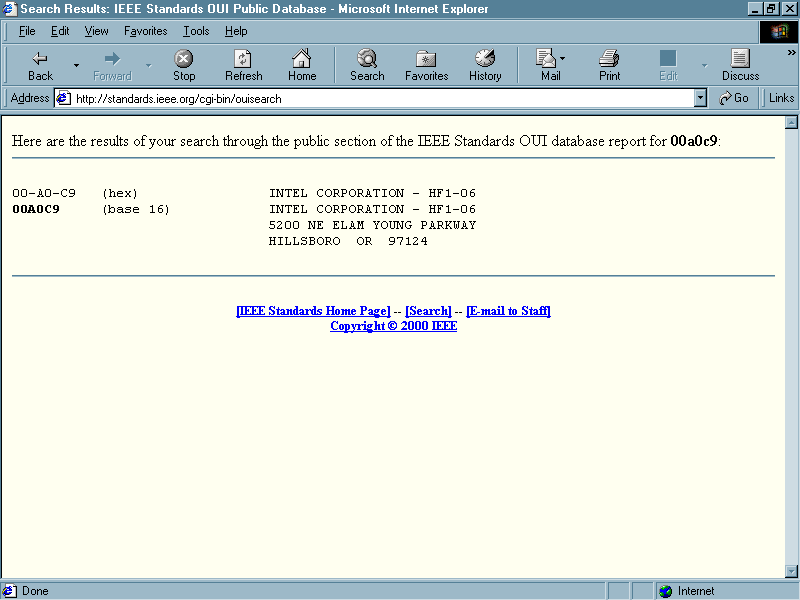 Search Results: IEEE Standards OUI Public Database - Microsoft Internet Explorer
File Edit View Favorites Tools Help
Back Forward Stop Refresh Home Search Favorites History Mail Print Edit Discuss »
Address http://standards.ieee.org/cgi-bin/ouisearch Go Links
Here are the results of your search through the public section of the IEEE Standards OUI database report for 00a0c9:
00-A0-C9 (hex) INTEL CORPORATION - HF1-06
00A0C9 (base 16) INTEL CORPORATION - HF1-06
5200 NE ELAM YOUNG PARKWAY
HILLSBORO OR 97124
[IEEE Standards Home Page] -- [Search] -- [E-mail to Staff]
Copyright © 2000 IEEE
Done Internet